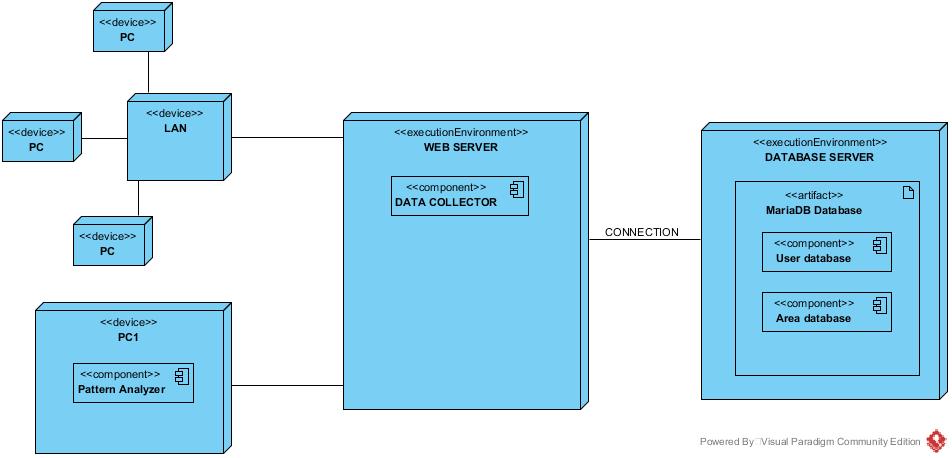 <<device>>
PC
<<device>>
LAN
<<device>>
PC
<<device>>
PC
<<device>>
PC1
<<component>>
Pattern Analyzer
<<executionEnvironment>>
WEB SERVER
<<component>>
DATA COLLECTOR
CONNECTION
<<executionEnvironment>>
DATABASE SERVER
<<artifact>>
MariaDB Database
<<component>>
User database
<<component>>
Area database
Powered By Visual Paradigm Community Edition